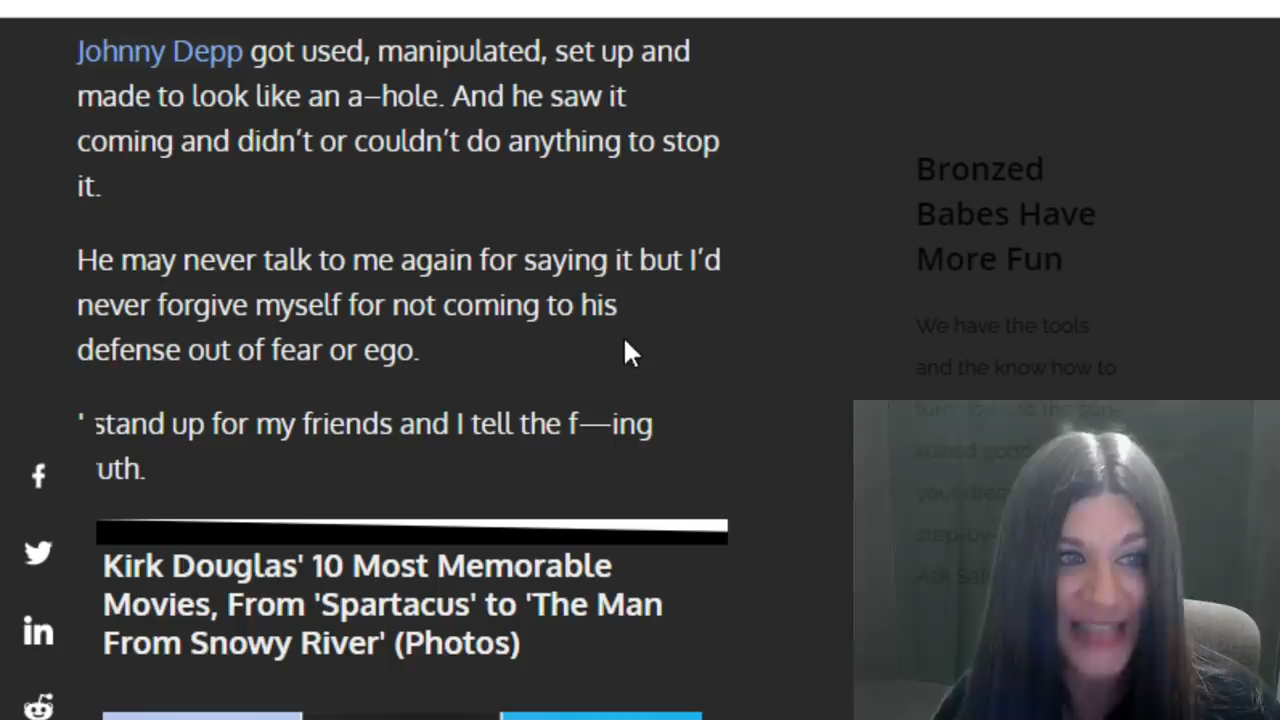 Johnny Depp got used, manipulated, set up and
made to look like an a–hole. And he saw it
coming and didn't or couldn't do anything to stop
it.
He may never talk to me again for saying it but I'd
never forgive myself for not coming to his
defense out of fear or ego.
stand up for my friends and I tell the f—ing
uth.
Kirk Douglas' 10 Most Memorable
Movies, From 'Spartacus' to 'The Man
From Snowy River' (Photos)
Bronzed
Babes Have
More Fun
We have the tools
and the know how to